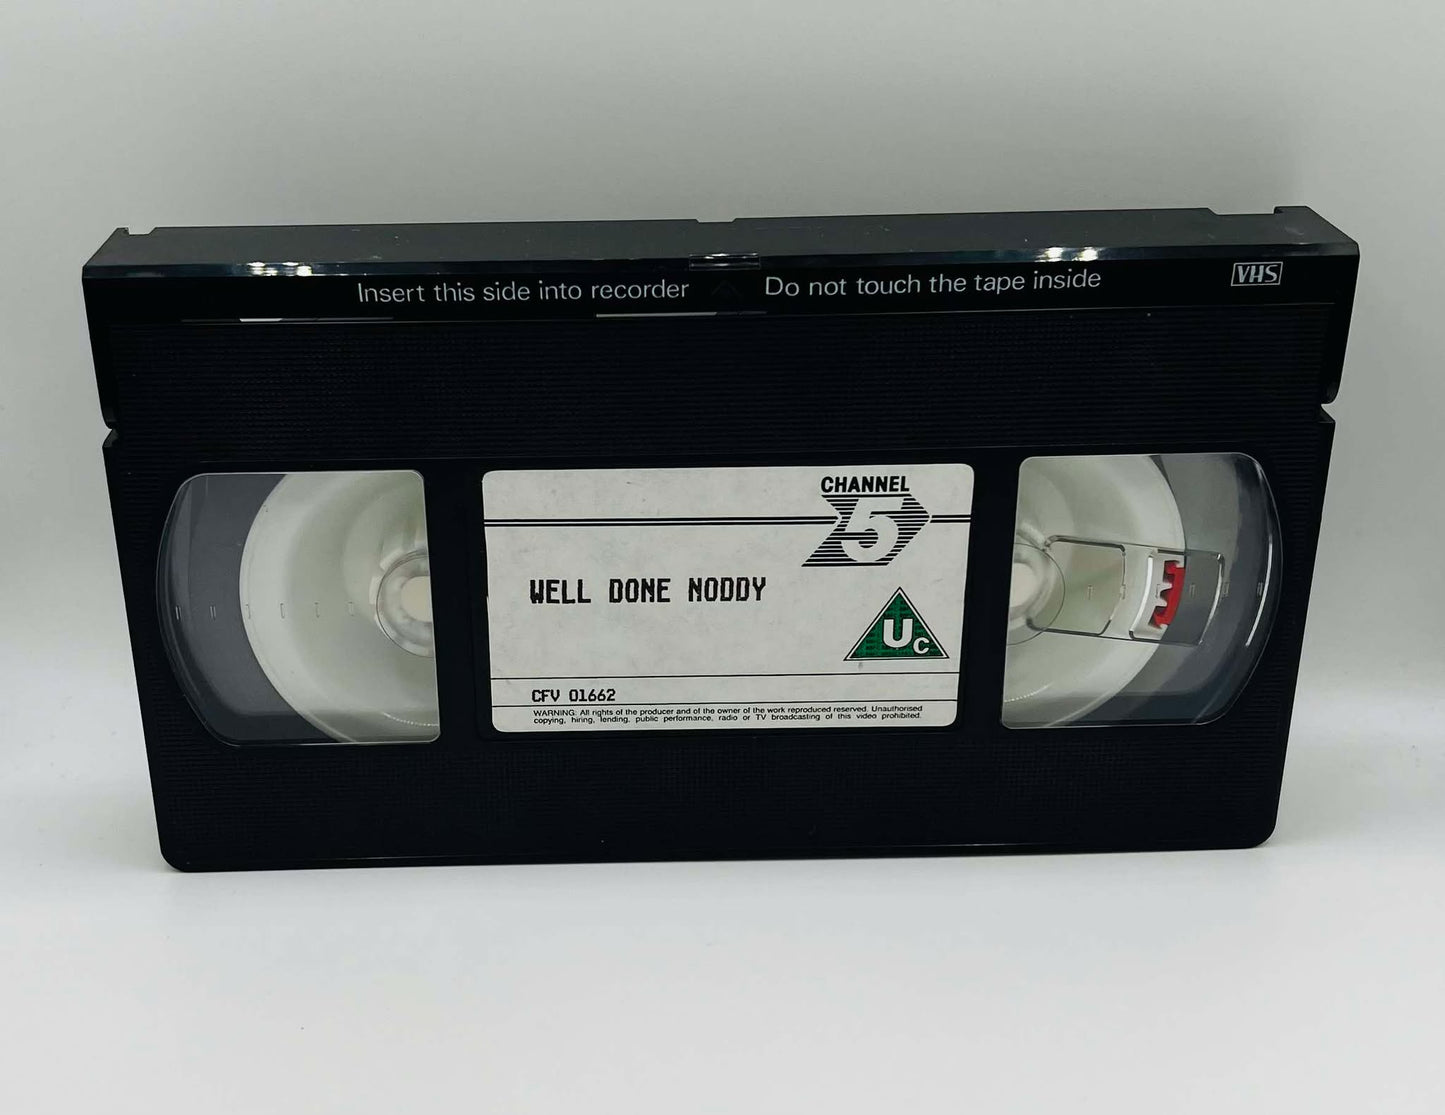 Insert this side into recorder Do not touch the tape inside VHS
CHANNEL
5
WELL DONE NODDY
Uc
CFV 01662
WARNING: All rights of the producer and of the owner of the work reproduced reserved. Unauthorised
copying, hiring, lending, public performance, radio or TV broadcasting of this video prohibited.